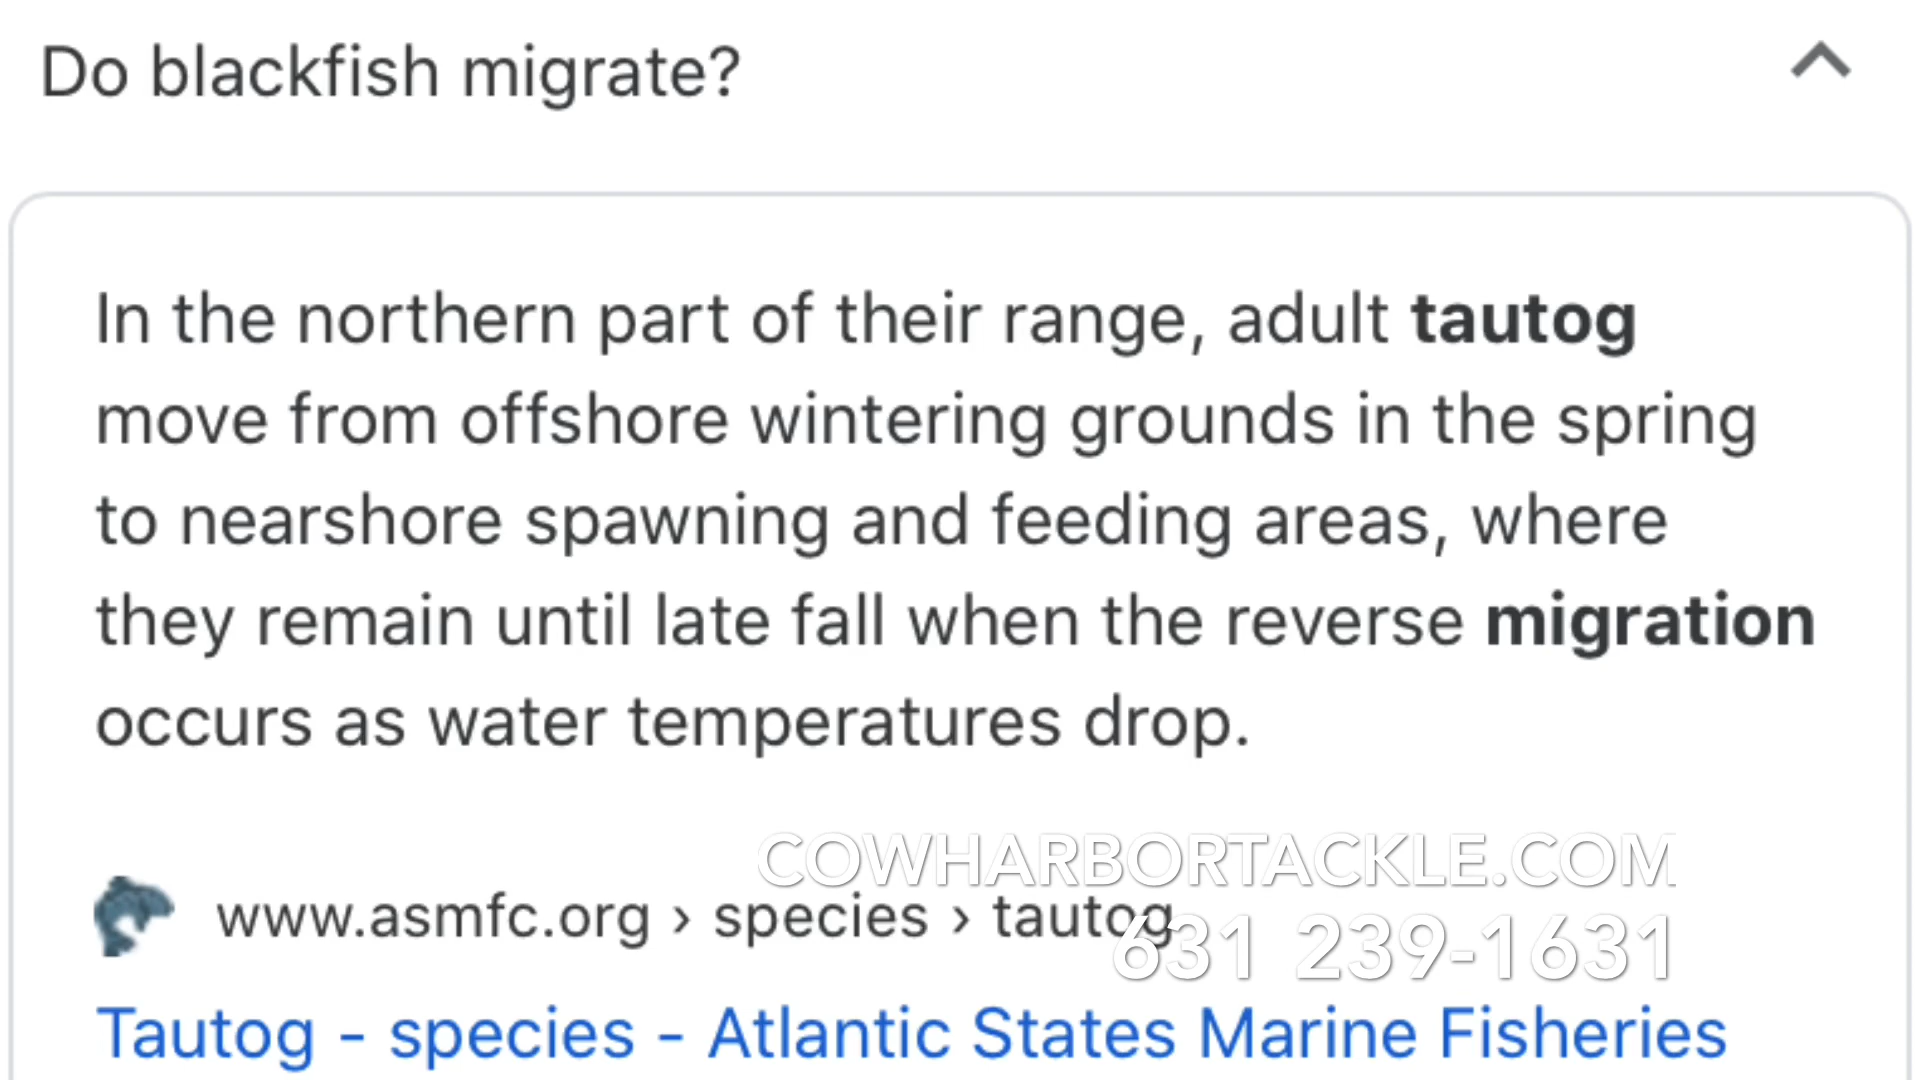 Do blackfish migrate?
In the northern part of their range, adult tautog
move from offshore wintering grounds in the spring
to nearshore spawning and feeding areas, where
they remain until late fall when the reverse migration
occurs as water temperatures drop.
COWHARBORTACKLE.COM
www.asmfc.org › species › tautog
631 239-1631
Tautog - species - Atlantic States Marine Fisheries